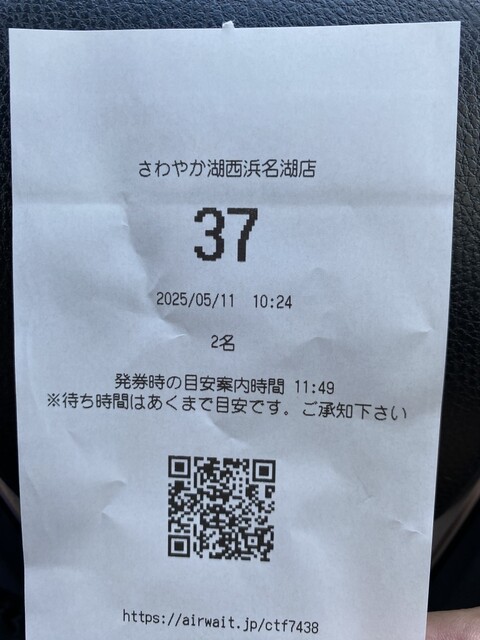 さわやか湖西浜名湖店
37
2025/05/11 10:24
2名
発券時の目安案内時間 11:49
※待ち時間はあくまで目安です。ご承知下さい
https://airwait.jp/ctf7438